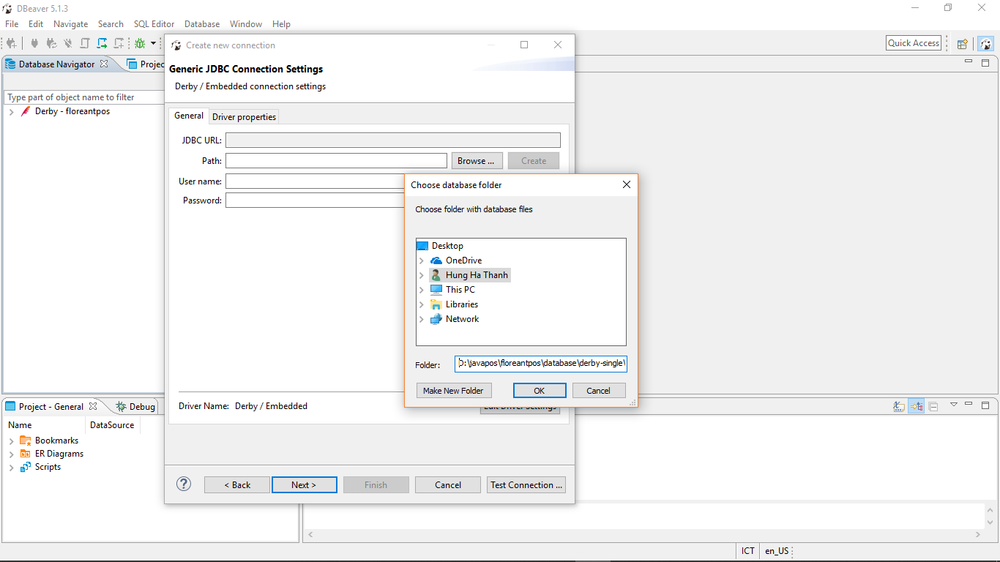 DBeaver 5.1.3
File Edit Navigate Search SQL Editor Database Window Help
Quick Access
Database Navigator Projec
Type part of object name to filter
Derby - floreantpos
Create new connection
Generic JDBC Connection Settings
Derby / Embedded connection settings
General Driver properties
JDBC URL:
Path: Browse ... Create
User name:
Password:
Choose database folder
Choose folder with database files
Desktop
OneDrive
Hung Ha Thanh
This PC
Libraries
Network
Folder: D:\javapos\floreantpos\database\derby-single\
Make New Folder OK Cancel
Driver Name: Derby / Embedded Edit Driver Settings
< Back Next > Finish Cancel Test Connection ...
Project - General Debug
Name DataSource
Bookmarks
ER Diagrams
Scripts
ICT en_US